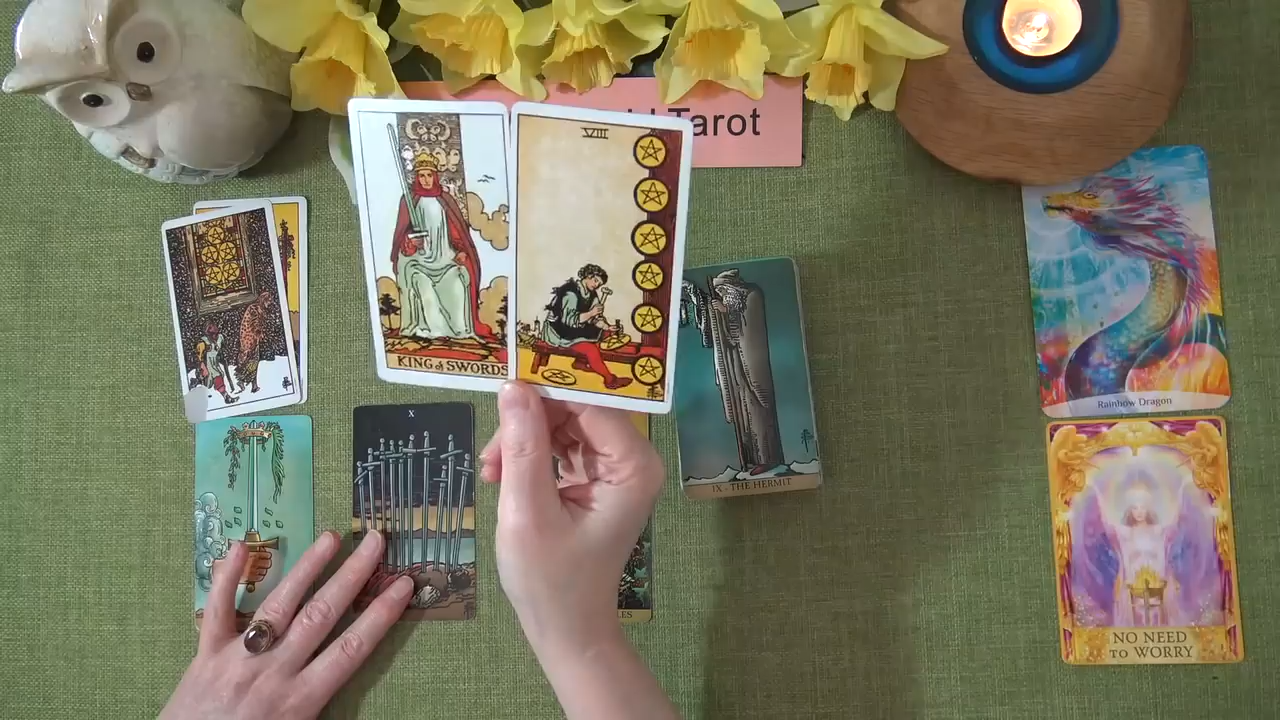 Tarot
VIII
KING of SWORDS
X
IX - THE HERMIT
Rainbow Dragon
NO NEED
TO WORRY